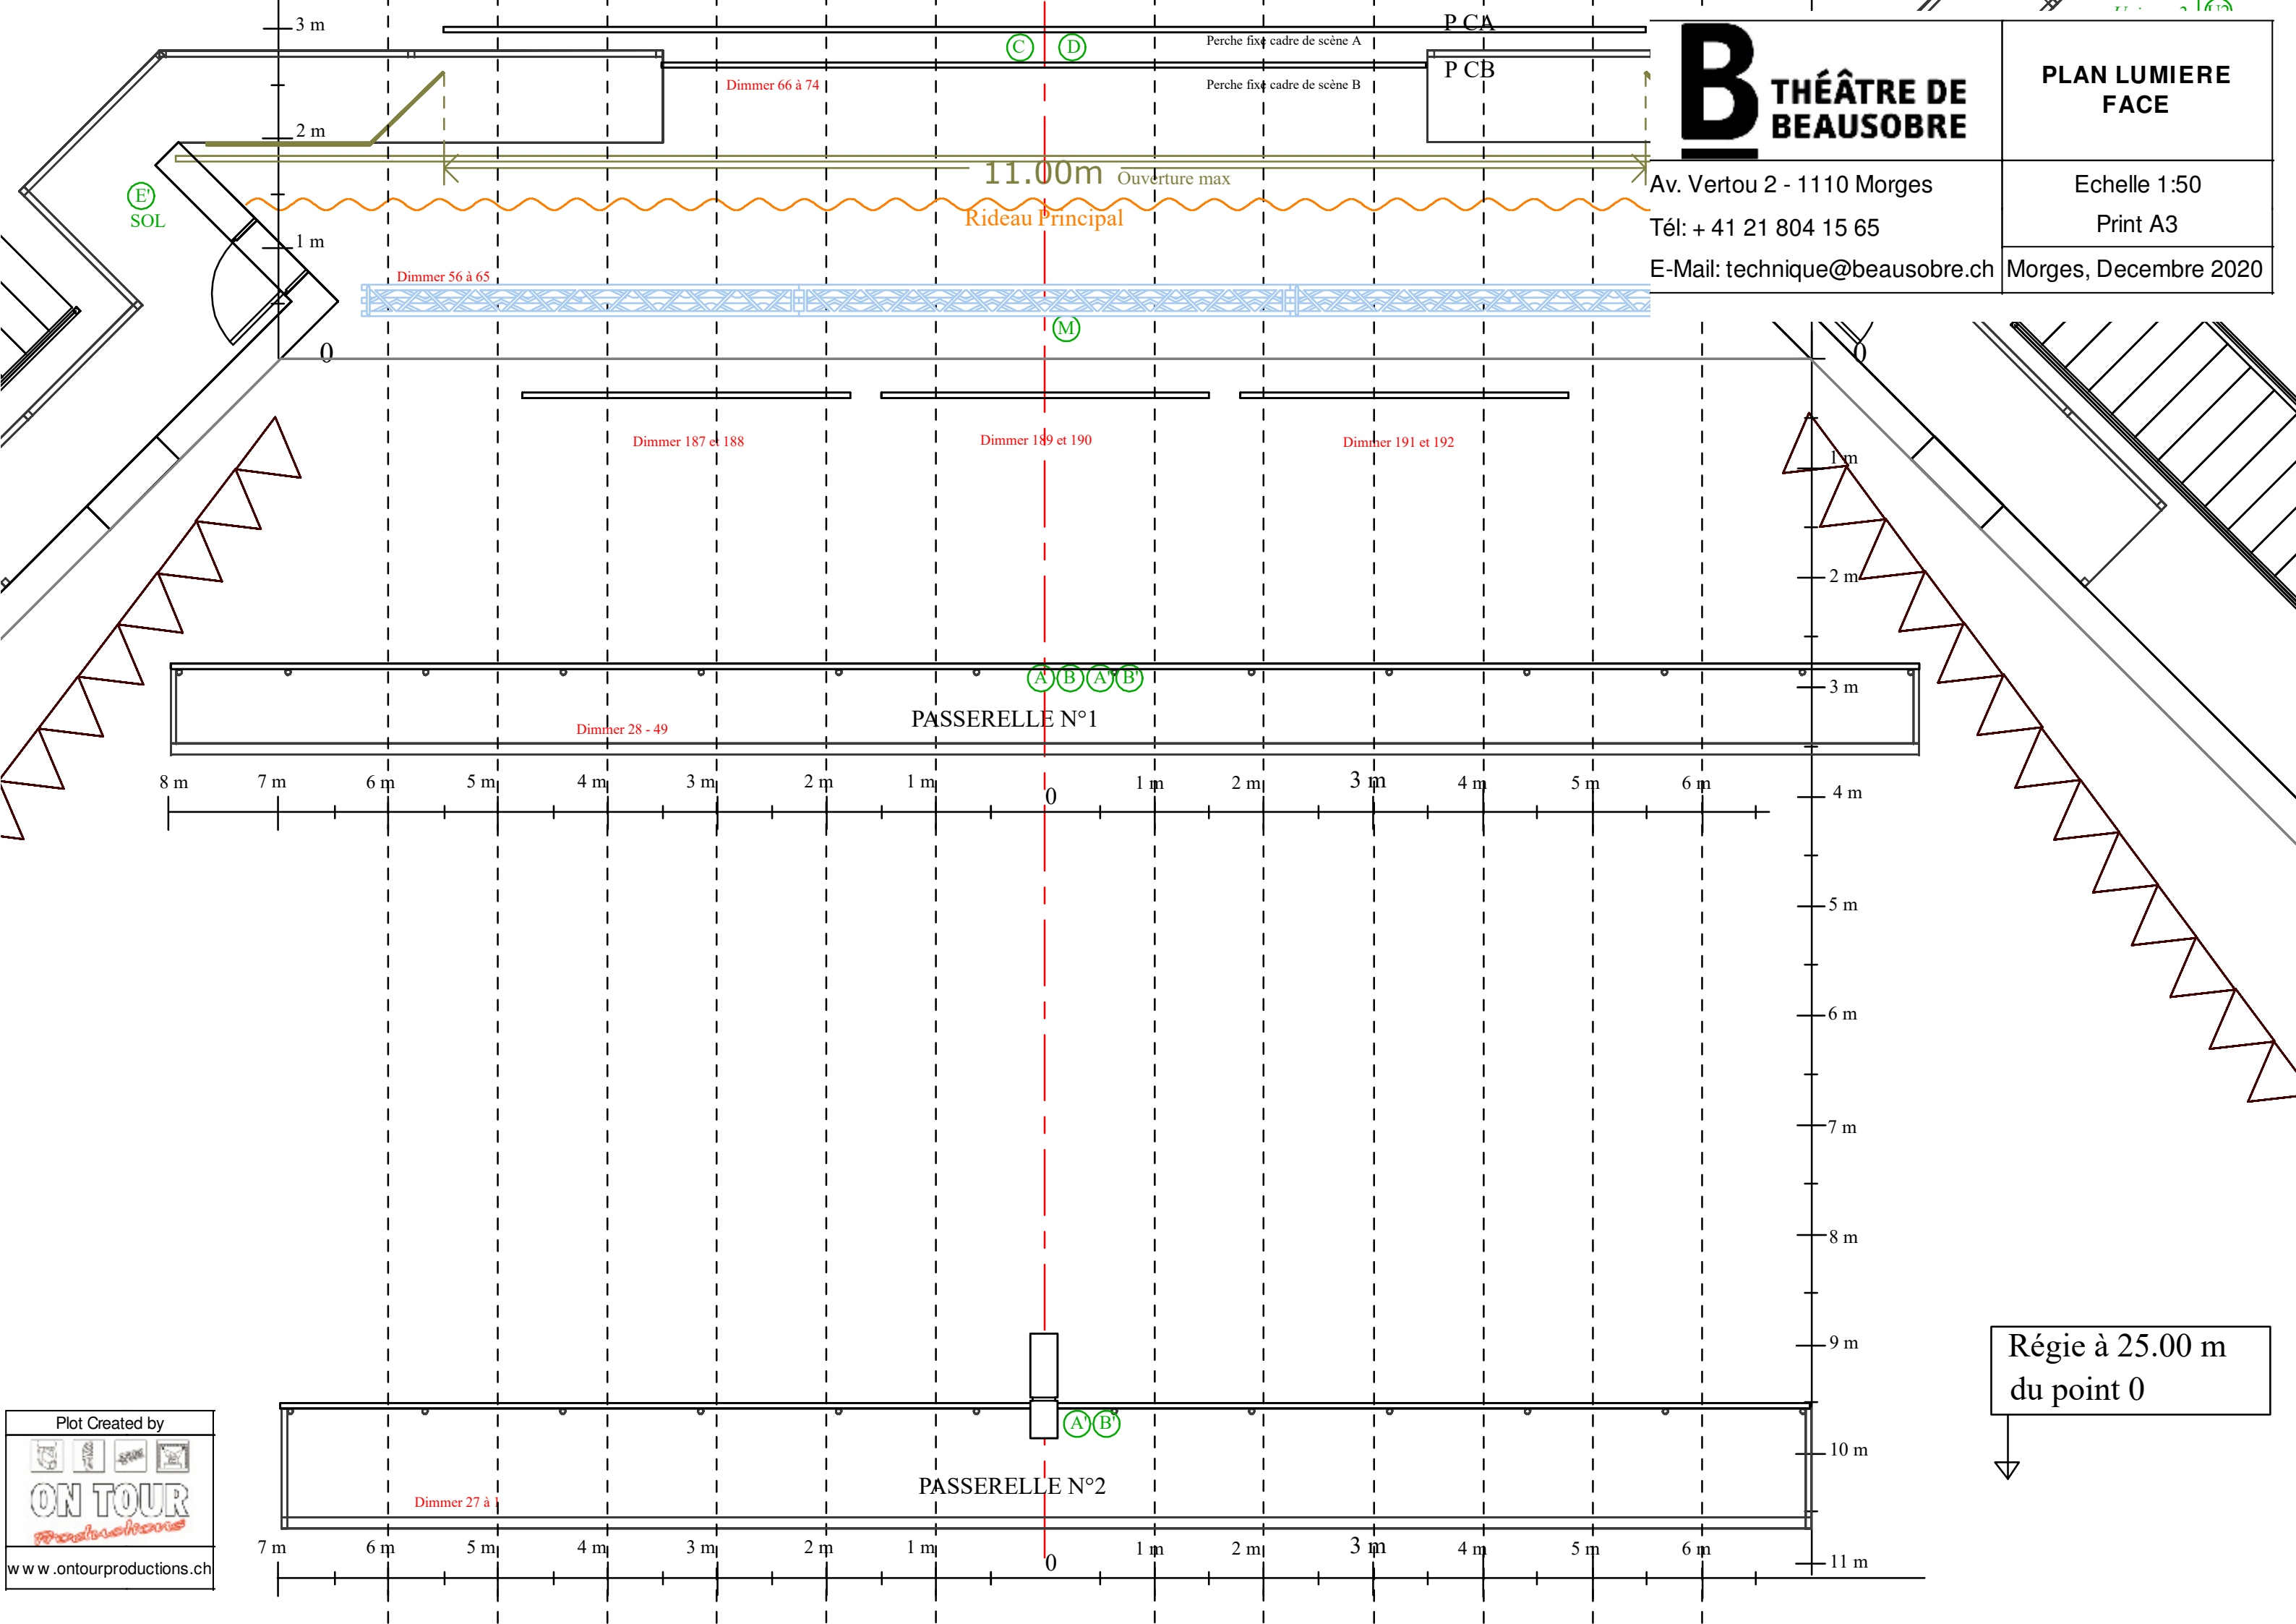 3 m
P CA
C
D
Perche fixe cadre de scène A
P CB
Dimmer 66 à 74
Perche fixe cadre de scène B
B THÉÂTRE DE
BEAUSOBRE
PLAN LUMIERE
FACE
2 m
11.00m Ouverture max
E'
SOL
Rideau Principal
Av. Vertou 2 - 1110 Morges
Echelle 1:50
Tél: + 41 21 804 15 65
Print A3
1 m
E-Mail: technique@beausobre.ch
Morges, Decembre 2020
Dimmer 56 à 65
M
0
0
Dimmer 187 et 188
Dimmer 189 et 190
Dimmer 191 et 192
1 m
2 m
A B A' B'
3 m
PASSERELLE N°1
Dimmer 28 - 49
8 m 7 m 6 m 5 m 4 m 3 m 2 m 1 m 0 1 m 2 m 3 m 4 m 5 m 6 m
4 m
5 m
6 m
7 m
8 m
9 m
Régie à 25.00 m
du point 0
A' B'
10 m
PASSERELLE N°2
Dimmer 27 à 1
Plot Created by
ON TOUR
Productions
www.ontourproductions.ch
7 m 6 m 5 m 4 m 3 m 2 m 1 m 0 1 m 2 m 3 m 4 m 5 m 6 m
11 m